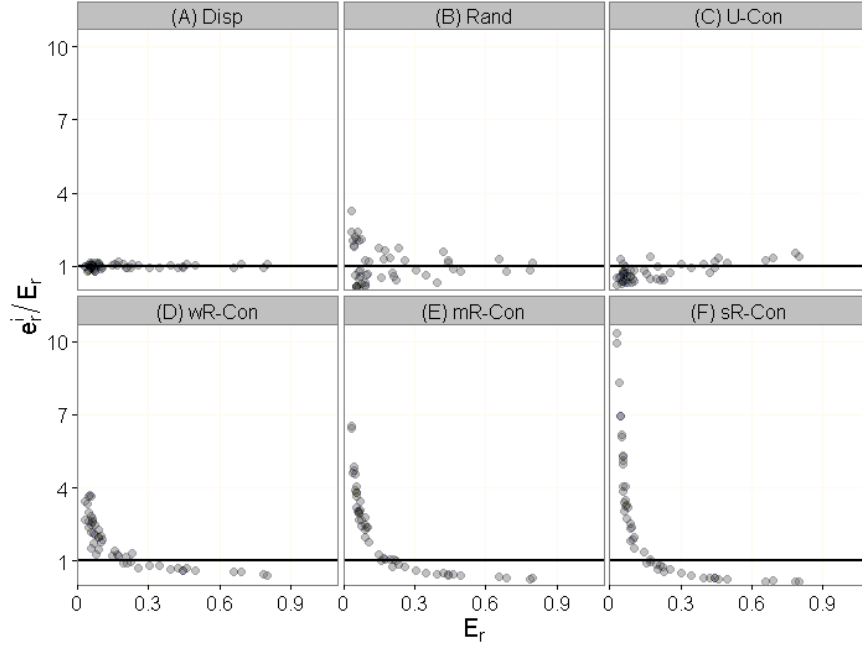 (A) Disp (B) Rand (C) U-Con
10
7
4
1
(D) wR-Con (E) mR-Con (F) sR-Con
10
7
4
1
0 0.3 0.6 0.9 0 0.3 0.6 0.9 0 0.3 0.6 0.9
E_r
e_r^i / E_r